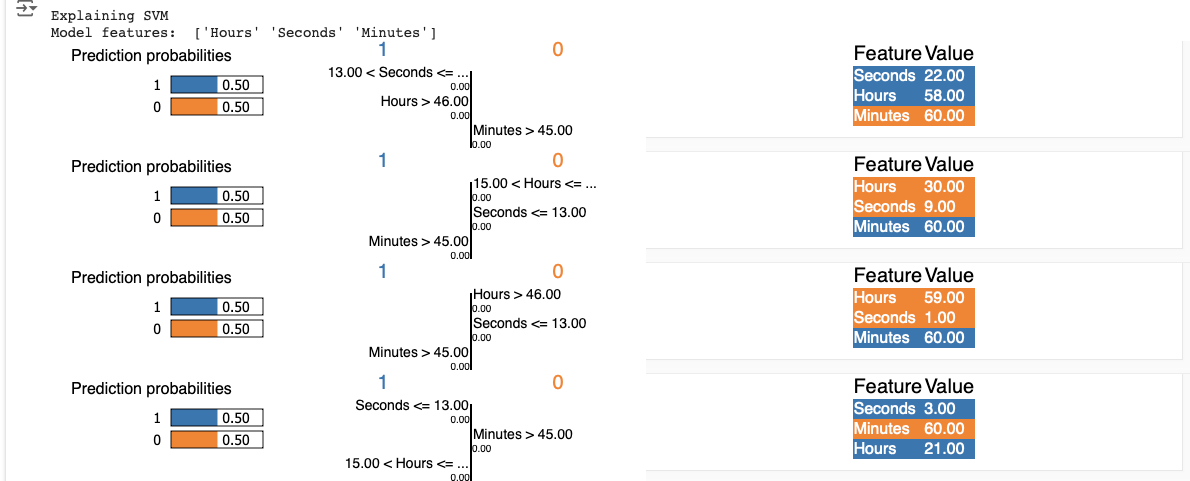 Explaining SVM
Model features:  ['Hours' 'Seconds' 'Minutes']
Prediction probabilities
1 0.50
0 0.50
1 0
13.00 < Seconds <= ...
0.00
Hours > 46.00
0.00
Minutes > 45.00
0.00
Feature Value
Seconds 22.00
Hours 58.00
Minutes 60.00
Prediction probabilities
1 0.50
0 0.50
1 0
15.00 < Hours <= ...
0.00
Seconds <= 13.00
0.00
Minutes > 45.00
0.00
Feature Value
Hours 30.00
Seconds 9.00
Minutes 60.00
Prediction probabilities
1 0.50
0 0.50
1 0
Hours > 46.00
0.00
Seconds <= 13.00
0.00
Minutes > 45.00
0.00
Feature Value
Hours 59.00
Seconds 1.00
Minutes 60.00
Prediction probabilities
1 0.50
0 0.50
1 0
Seconds <= 13.00
0.00
Minutes > 45.00
0.00
15.00 < Hours <= ...
0.00
Feature Value
Seconds 3.00
Minutes 60.00
Hours 21.00